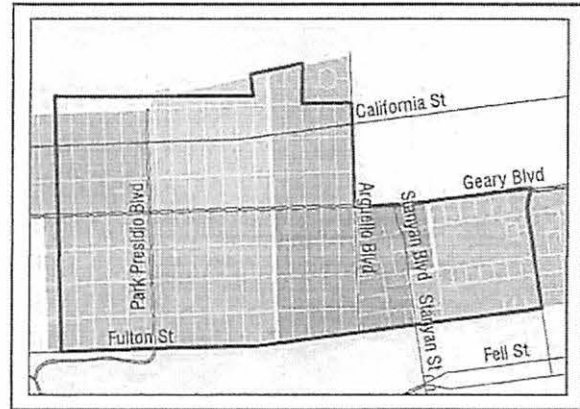 California St
Geary Blvd
Park Presidio Blvd
Arguello Blvd
Stanyan Blvd
Stanyan St
Fulton St
Fell St